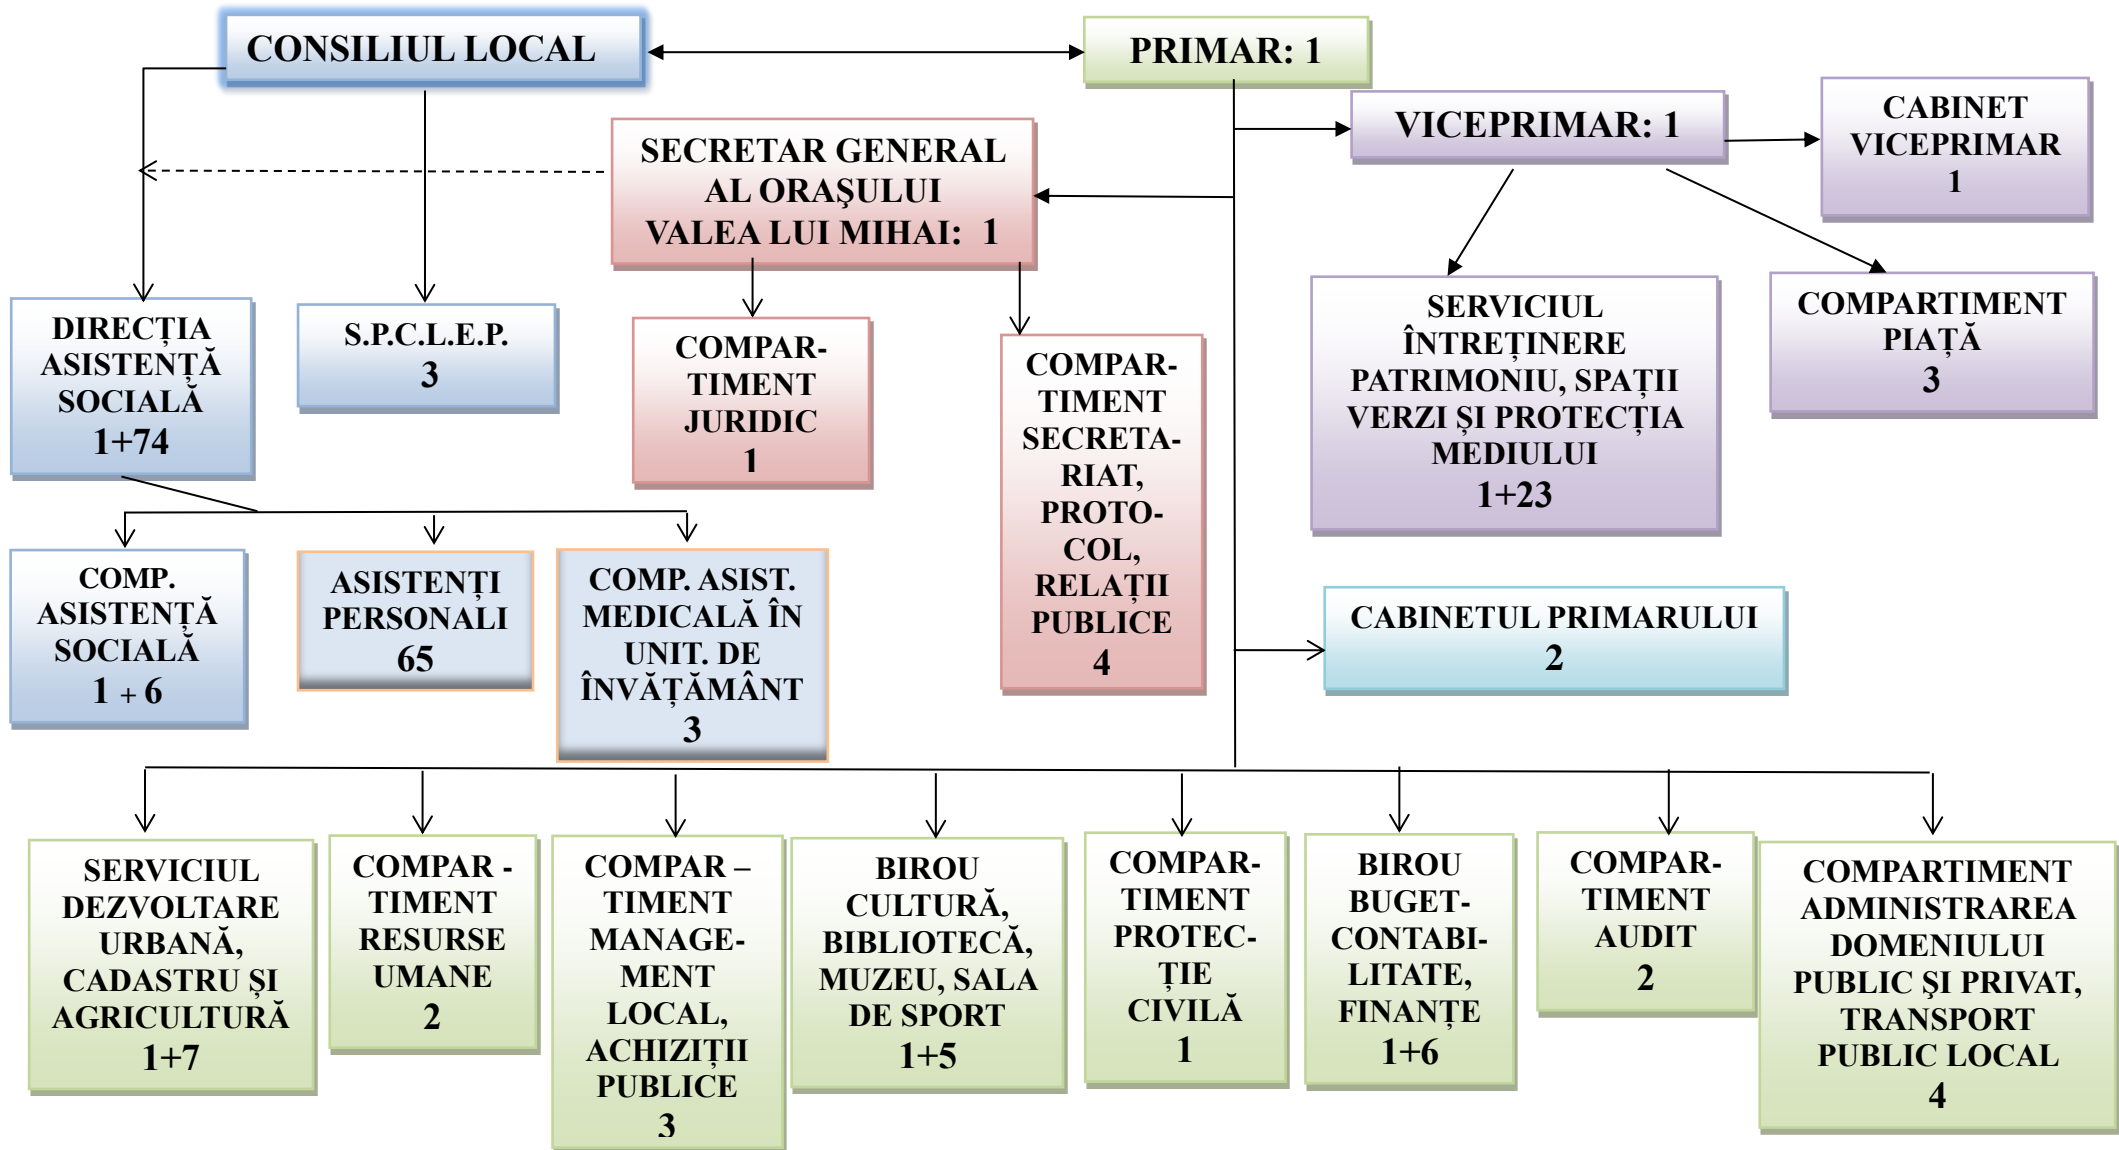 CONSILIUL LOCAL
PRIMAR: 1
VICEPRIMAR: 1
CABINET
VICEPRIMAR
1
SECRETAR GENERAL
AL ORAŞULUI
VALEA LUI MIHAI: 1
DIRECȚIA
ASISTENȚĂ
SOCIALĂ
1+74
S.P.C.L.E.P.
3
COMPAR-
TIMENT
JURIDIC
1
COMPAR-
TIMENT
SECRETA-
RIAT,
PROTO-
COL,
RELAȚII
PUBLICE
4
SERVICIUL
ÎNTREȚINERE
PATRIMONIU, SPAȚII
VERZI ȘI PROTECȚIA
MEDIULUI
1+23
COMPARTIMENT
PIAȚĂ
3
COMP.
ASISTENȚĂ
SOCIALĂ
1 + 6
ASISTENȚI
PERSONALI
65
COMP. ASIST.
MEDICALĂ ÎN
UNIT. DE
ÎNVĂȚĂMÂNT
3
CABINETUL PRIMARULUI
2
SERVICIUL
DEZVOLTARE
URBANĂ,
CADASTRU ȘI
AGRICULTURĂ
1+7
COMPAR -
TIMENT
RESURSE
UMANE
2
COMPAR –
TIMENT
MANAGE-
MENT
LOCAL,
ACHIZIȚII
PUBLICE
3
BIROU
CULTURĂ,
BIBLIOTECĂ,
MUZEU, SALA
DE SPORT
1+5
COMPAR-
TIMENT
PROTEC-
ȚIE
CIVILĂ
1
BIROU
BUGET-
CONTABI-
LITATE,
FINANȚE
1+6
COMPAR-
TIMENT
AUDIT
2
COMPARTIMENT
ADMINISTRAREA
DOMENIULUI
PUBLIC ŞI PRIVAT,
TRANSPORT
PUBLIC LOCAL
4